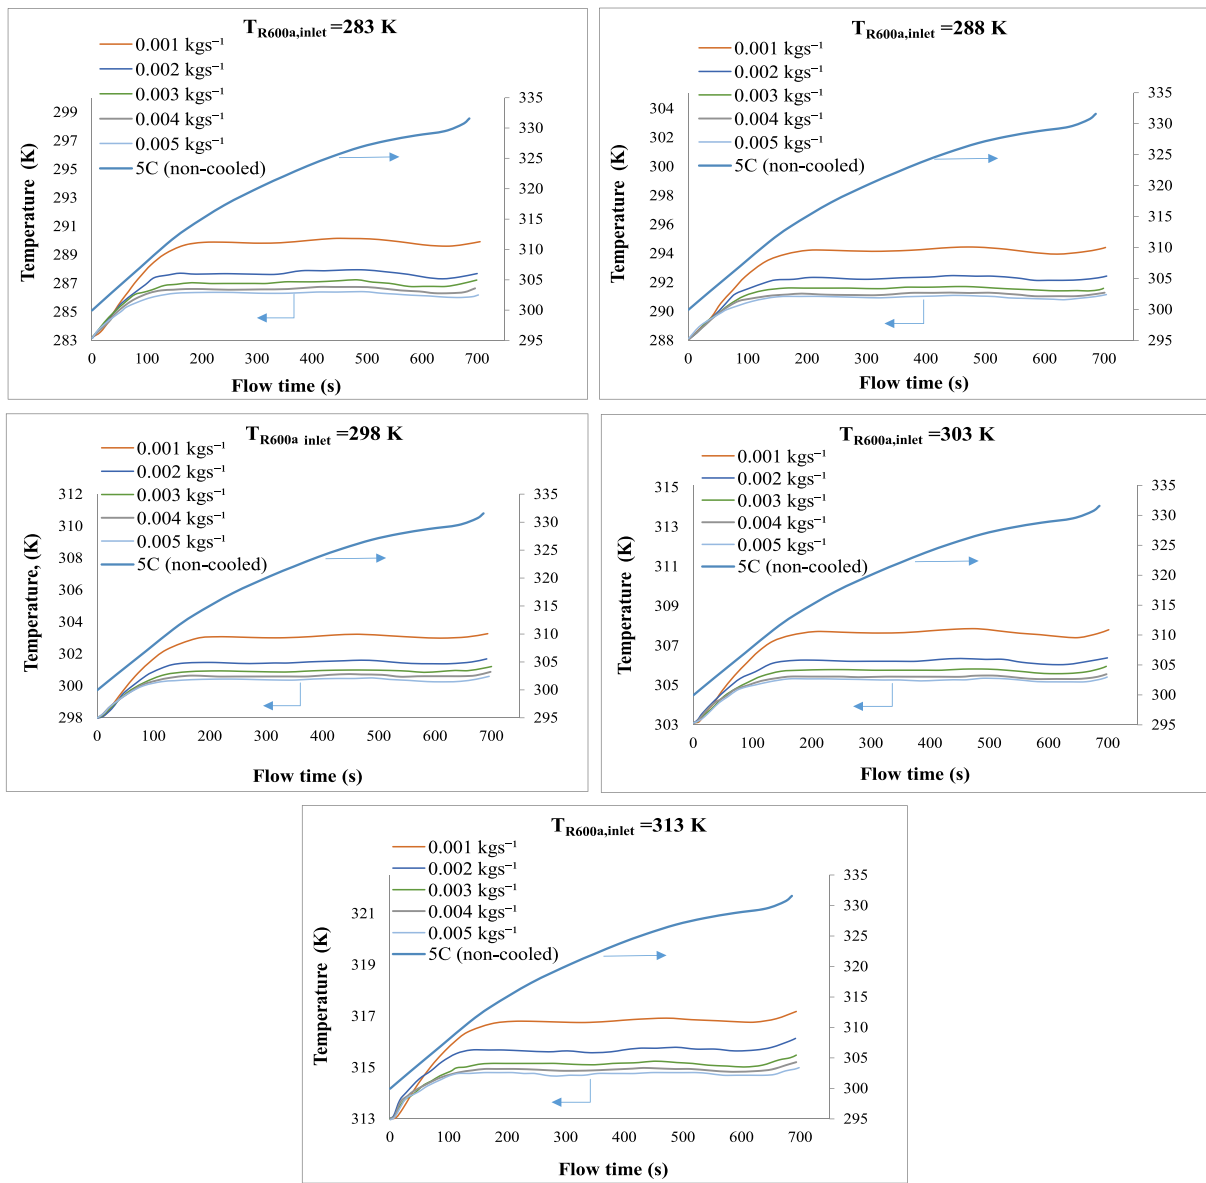 T_R600a,inlet =283 K
0.001 kgs⁻¹
0.002 kgs⁻¹
0.003 kgs⁻¹
0.004 kgs⁻¹
0.005 kgs⁻¹
5C (non-cooled)
Temperature (K)
299
297
295
293
291
289
287
285
283
335
330
325
320
315
310
305
300
295
0 100 200 300 400 500 600 700
Flow time (s)
T_R600a,inlet =288 K
0.001 kgs⁻¹
0.002 kgs⁻¹
0.003 kgs⁻¹
0.004 kgs⁻¹
0.005 kgs⁻¹
5C (non-cooled)
Temperature (K)
304
302
300
298
296
294
292
290
288
335
330
325
320
315
310
305
300
295
0 100 200 300 400 500 600 700
Flow time (s)
T_R600a inlet =298 K
0.001 kgs⁻¹
0.002 kgs⁻¹
0.003 kgs⁻¹
0.004 kgs⁻¹
0.005 kgs⁻¹
5C (non-cooled)
Temperature, (K)
312
310
308
306
304
302
300
298
335
330
325
320
315
310
305
300
295
0 100 200 300 400 500 600 700
Flow time (s)
T_R600a,inlet =303 K
0.001 kgs⁻¹
0.002 kgs⁻¹
0.003 kgs⁻¹
0.004 kgs⁻¹
0.005 kgs⁻¹
5C (non-cooled)
Temperature (K)
315
313
311
309
307
305
303
335
330
325
320
315
310
305
300
295
0 100 200 300 400 500 600 700
Flow time (s)
T_R600a,inlet =313 K
0.001 kgs⁻¹
0.002 kgs⁻¹
0.003 kgs⁻¹
0.004 kgs⁻¹
0.005 kgs⁻¹
5C (non-cooled)
Temperature (K)
321
319
317
315
313
335
330
325
320
315
310
305
300
295
0 100 200 300 400 500 600 700
Flow time (s)